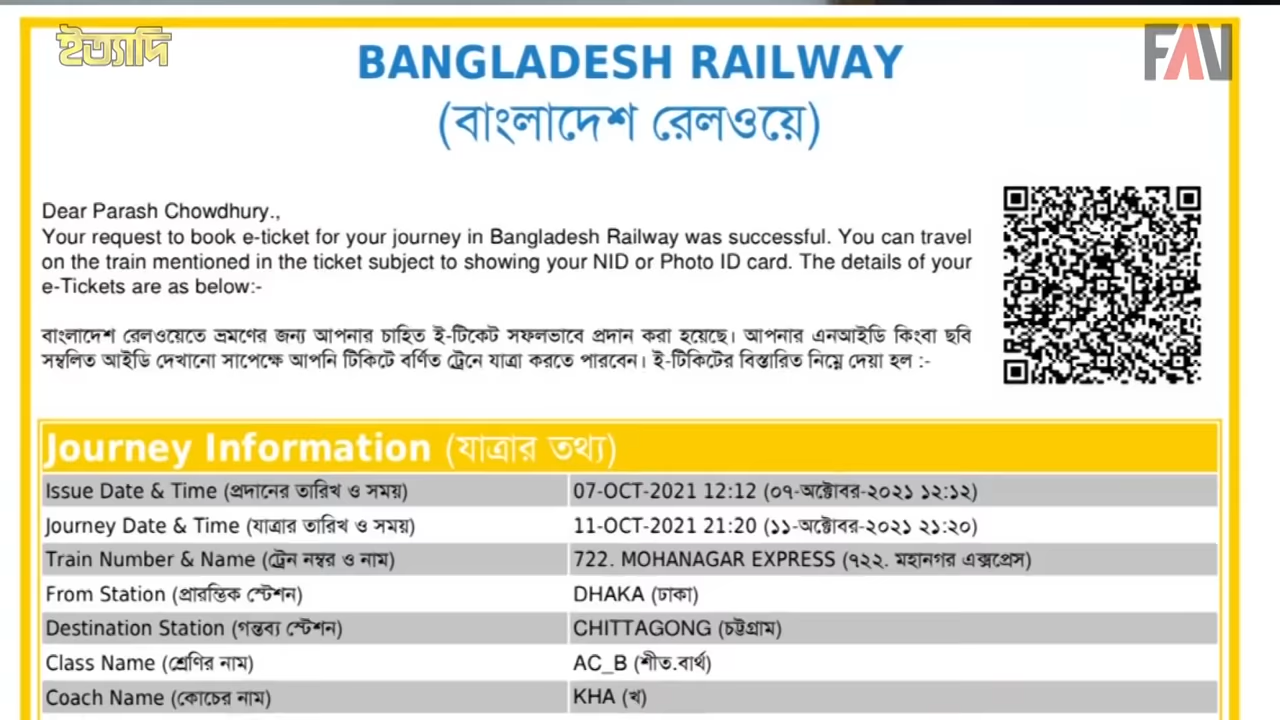 ইত্যাদি
FAV
BANGLADESH RAILWAY
(বাংলাদেশ রেলওয়ে)
Dear Parash Chowdhury.,
Your request to book e-ticket for your journey in Bangladesh Railway was successful. You can travel
on the train mentioned in the ticket subject to showing your NID or Photo ID card. The details of your
e-Tickets are as below:-
বাংলাদেশ রেলওয়েতে ভ্রমণের জন্য আপনার চাহিত ই-টিকেট সফলভাবে প্রদান করা হয়েছে। আপনার এনআইডি কিংবা ছবি
সম্বলিত আইডি দেখানো সাপেক্ষে আপনি টিকিটে বর্ণিত ট্রেনে যাত্রা করতে পারবেন। ই-টিকিটের বিস্তারিত নিম্নে দেয়া হল :-
Journey Information (যাত্রার তথ্য)
Issue Date & Time (প্রদানের তারিখ ও সময়) 07-OCT-2021 12:12 (০৭-অক্টোবর-২০২১ ১২:১২)
Journey Date & Time (যাত্রার তারিখ ও সময়) 11-OCT-2021 21:20 (১১-অক্টোবর-২০২১ ২১:২০)
Train Number & Name (ট্রেন নম্বর ও নাম) 722. MOHANAGAR EXPRESS (৭২২. মহানগর এক্সপ্রেস)
From Station (প্রারম্ভিক স্টেশন) DHAKA (ঢাকা)
Destination Station (গন্তব্য স্টেশন) CHITTAGONG (চট্টগ্রাম)
Class Name (শ্রেণির নাম) AC_B (শীত.বার্থ)
Coach Name (কোচের নাম) KHA (খ)